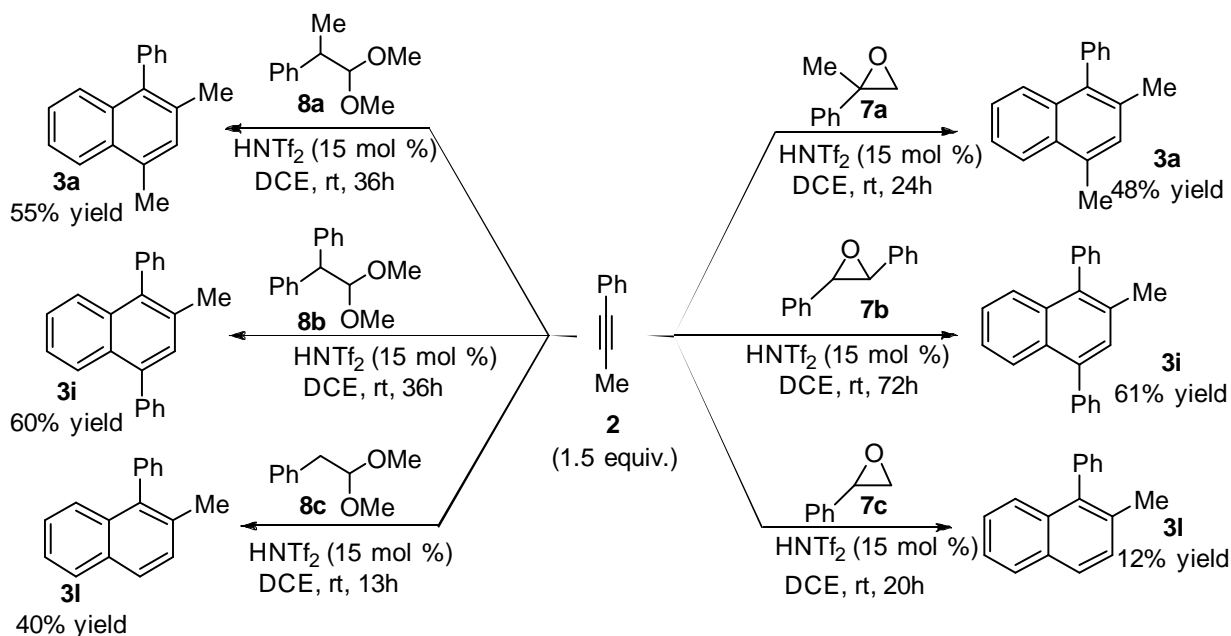 Ph
Me
3a
55% yield
Me
Me
Ph
OMe
OMe
8a
HNTf2 (15 mol %)
DCE, rt, 36h
Me
O
Ph
7a
HNTf2 (15 mol %)
DCE, rt, 24h
Ph
Me
3a
Me
48% yield
Ph
Me
3i
60% yield
Ph
Ph
Ph
OMe
OMe
8b
HNTf2 (15 mol %)
DCE, rt, 36h
Ph
Me
2
(1.5 equiv.)
O
Ph
Ph
7b
HNTf2 (15 mol %)
DCE, rt, 72h
Ph
Me
3i
Ph
61% yield
Ph
Me
3l
40% yield
Ph
OMe
OMe
8c
HNTf2 (15 mol %)
DCE, rt, 13h
O
Ph
7c
HNTf2 (15 mol %)
DCE, rt, 20h
Ph
Me
3l
12% yield